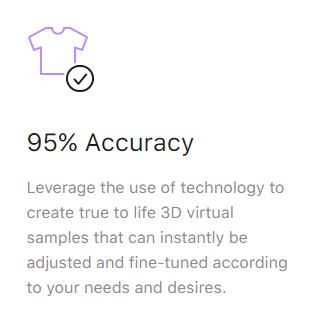 95% Accuracy
Leverage the use of technology to
create true to life 3D virtual
samples that can instantly be
adjusted and fine-tuned according
to your needs and desires.